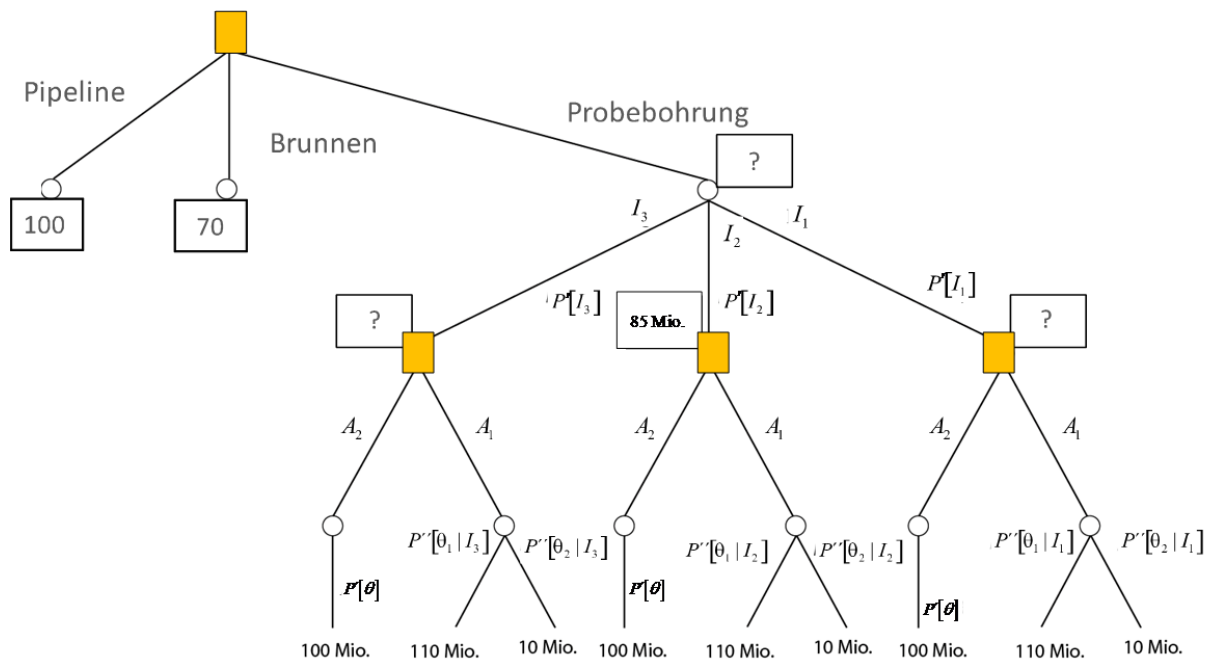 Pipeline
Brunnen
Probebohrung
?
100
70
I₃
I₂
I₁
P'[I₃]
P'[I₂]
P'[I₁]
?
85 Mio.
?
A₂
A₁
A₂
A₁
A₂
A₁
P''[θ₁ | I₃]
P''[θ₂ | I₃]
P''[θ₁ | I₂]
P''[θ₂ | I₂]
P''[θ₁ | I₁]
P''[θ₂ | I₁]
P'[θ]
P'[θ]
P'[θ]
100 Mio.
110 Mio.
10 Mio.
100 Mio.
110 Mio.
10 Mio.
100 Mio.
110 Mio.
10 Mio.